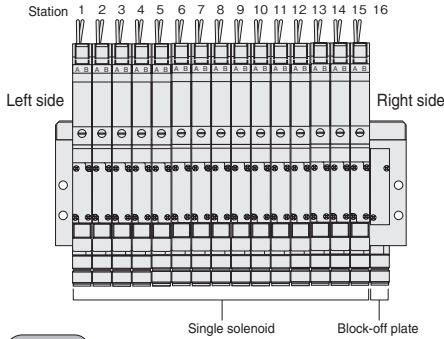 Station 1 2 3 4 5 6 7 8 9 10 11 12 13 14 15 16
A B A B A B A B A B A B A B A B A B A B A B A B A B A B A B
Left side Right side
Single solenoid Block-off plate